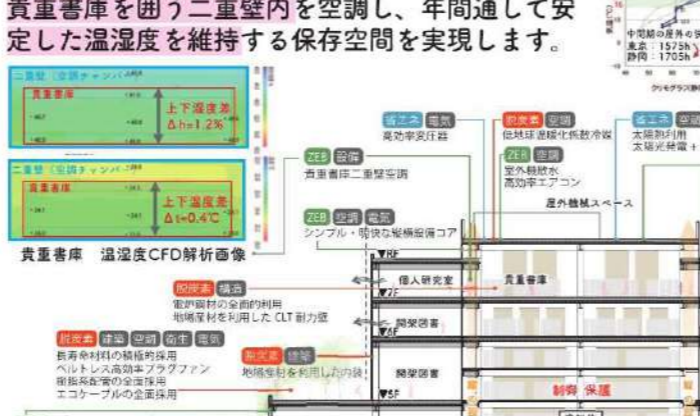 貴重書庫を囲う二重壁内を空調し、年間通して安
定した温湿度を維持する保存空間を実現します。
中間期の屋外の
東京：1575h
静岡：1705h
クリモグラフ(静
二重壁（空調チャンバ
貴重書庫
上下湿度差
Δh=1.2%
二重壁（空調チャンバ
貴重書庫
上下温度差
Δt=0.4℃
貴重書庫　温湿度CFD解析画像
省エネ 電気
高効率変圧器
脱炭素 空調
低地球温暖化係数冷媒
省エネ 空調
太陽熱利用
太陽光発電＋
ZEB 設備
貴重書庫二重壁空調
ZEB 空調
室外機散水
高効率エアコン
屋外機械スペース
ZEB 空調 電気
シンプル・明快な縦横設備コア
▼RF
個人研究室
貴重書庫
▼7F
脱炭素 構造
電炉鋼材の全面的利用
地域産材を利用したCLT耐力壁
開架図書
▼6F
脱炭素 建築 空調 衛生 電気
長寿命材料の積極的採用
ベルトレス高効率プラグファン
樹脂系配管の全面採用
エコケーブルの全面採用
脱炭素 建築
地域産材を利用した内装
開架図書
▼5F
制御 保護